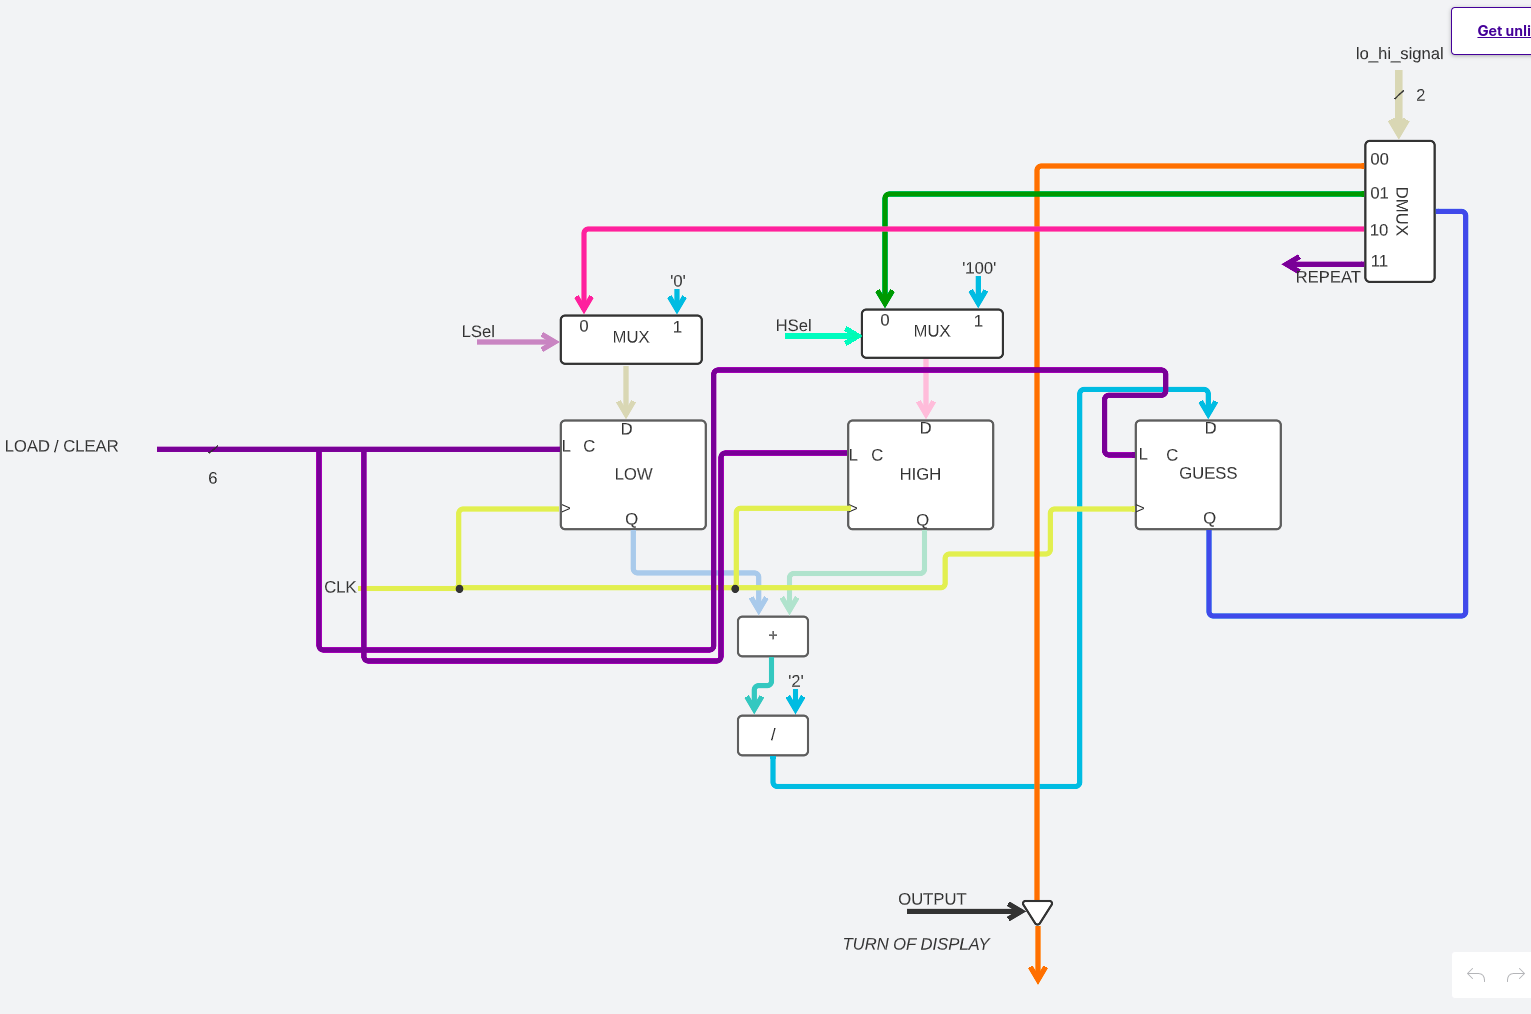 Get unli
lo_hi_signal
2
00
01
DMUX
10
11
REPEAT
'0'
'100'
LSel
0
1
MUX
HSel
0
1
MUX
LOAD / CLEAR
6
L C
D
LOW
>
Q
L C
D
HIGH
>
Q
L C
D
GUESS
>
Q
CLK
+
'2'
/
OUTPUT
TURN OF DISPLAY